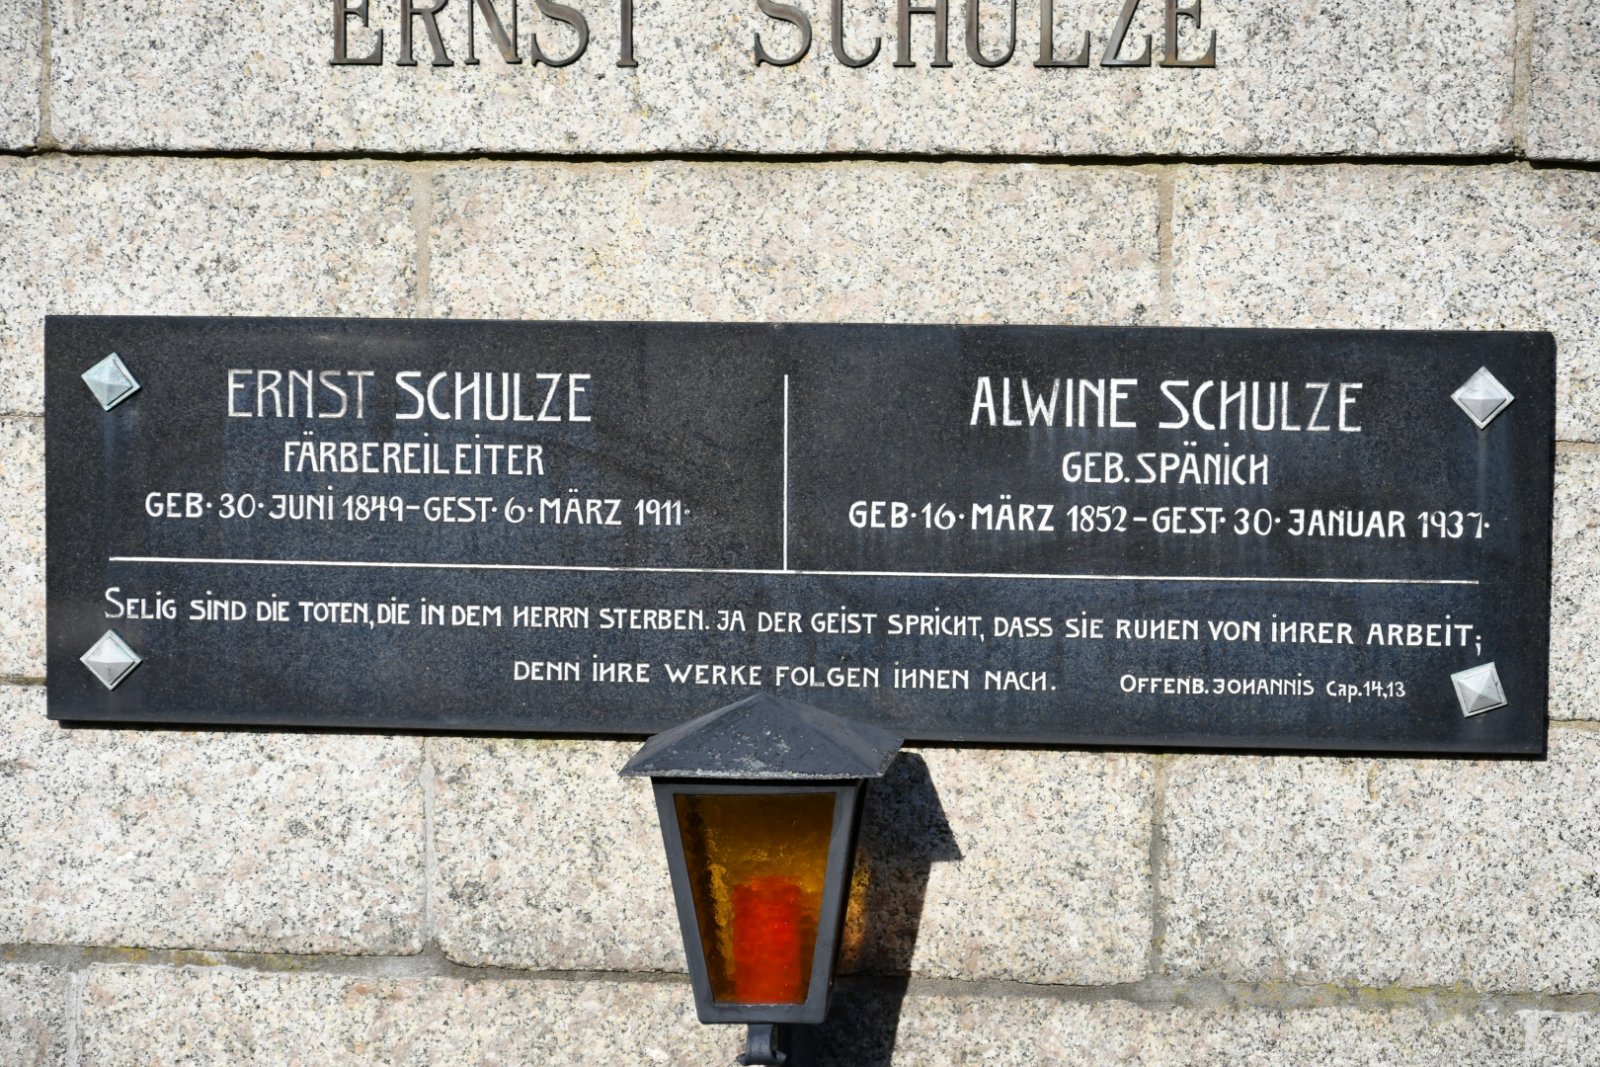 ERNST SCHULZE
ERNST SCHULZE
FÄRBEREILEITER
GEB·30·JUNI 1849-GEST·6·MÄRZ 1911·
ALWINE SCHULZE
GEB.SPÄNICH
GEB·16·MÄRZ 1852-GEST·30·JANUAR 1937·
SELIG SIND DIE TOTEN, DIE IN DEM HERRN STERBEN. JA DER GEIST SPRICHT, DASS SIE RUHEN VON IHRER ARBEIT;
DENN IHRE WERKE FOLGEN IHNEN NACH. OFFENB. JOHANNIS Cap.14,13